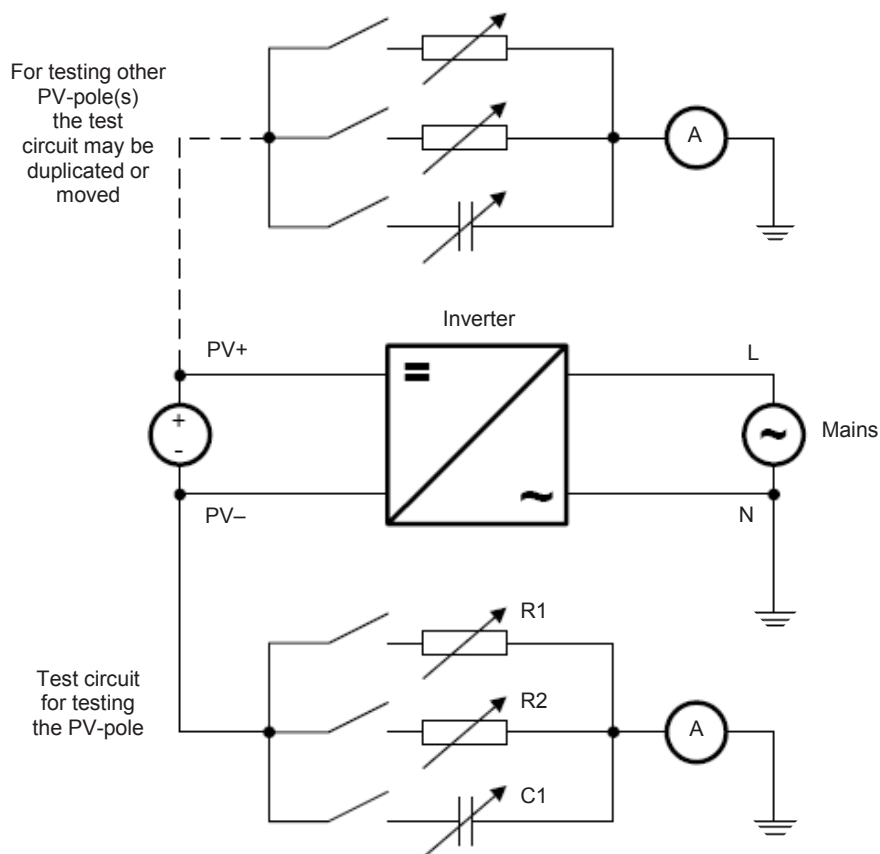 For testing other
PV-pole(s)
the test
circuit may be
duplicated or
moved
A
Inverter
PV+
L
+
-
Mains
PV–
N
R1
Test circuit
for testing
the PV-pole
R2
A
C1